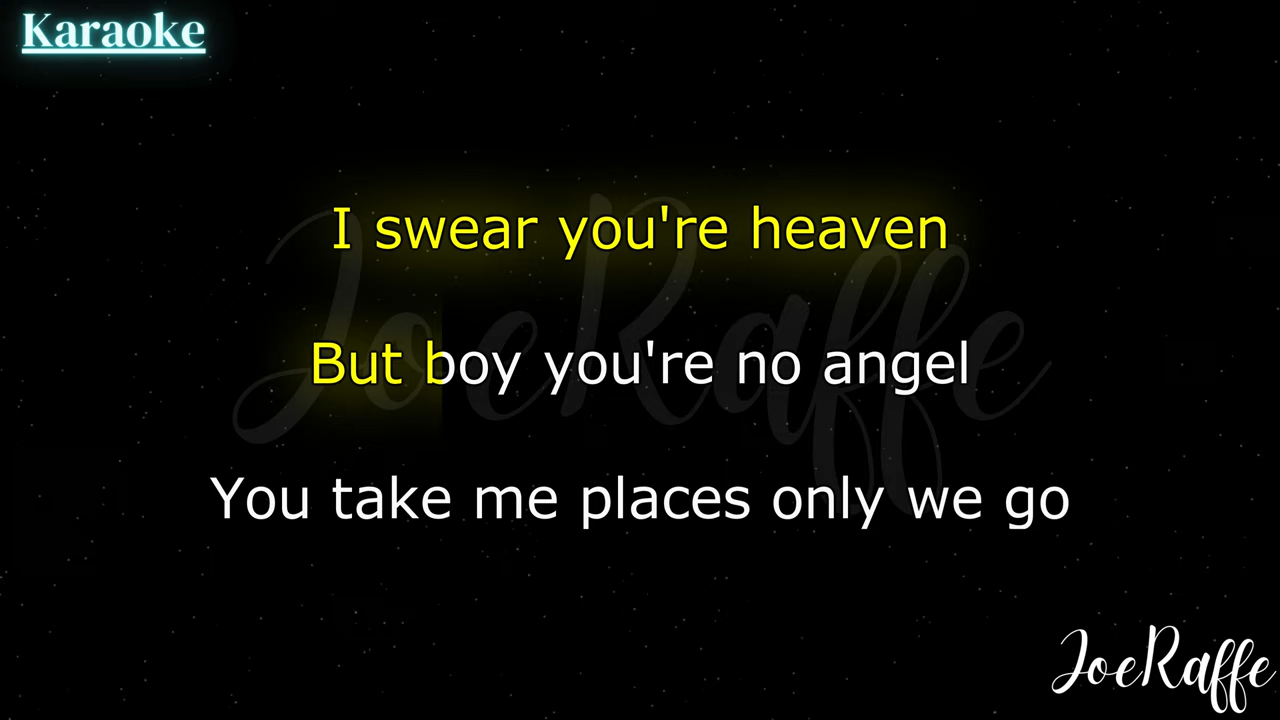 Karaoke
I swear you're heaven
But boy you're no angel
You take me places only we go
JoeRaffe
JoeRaffe